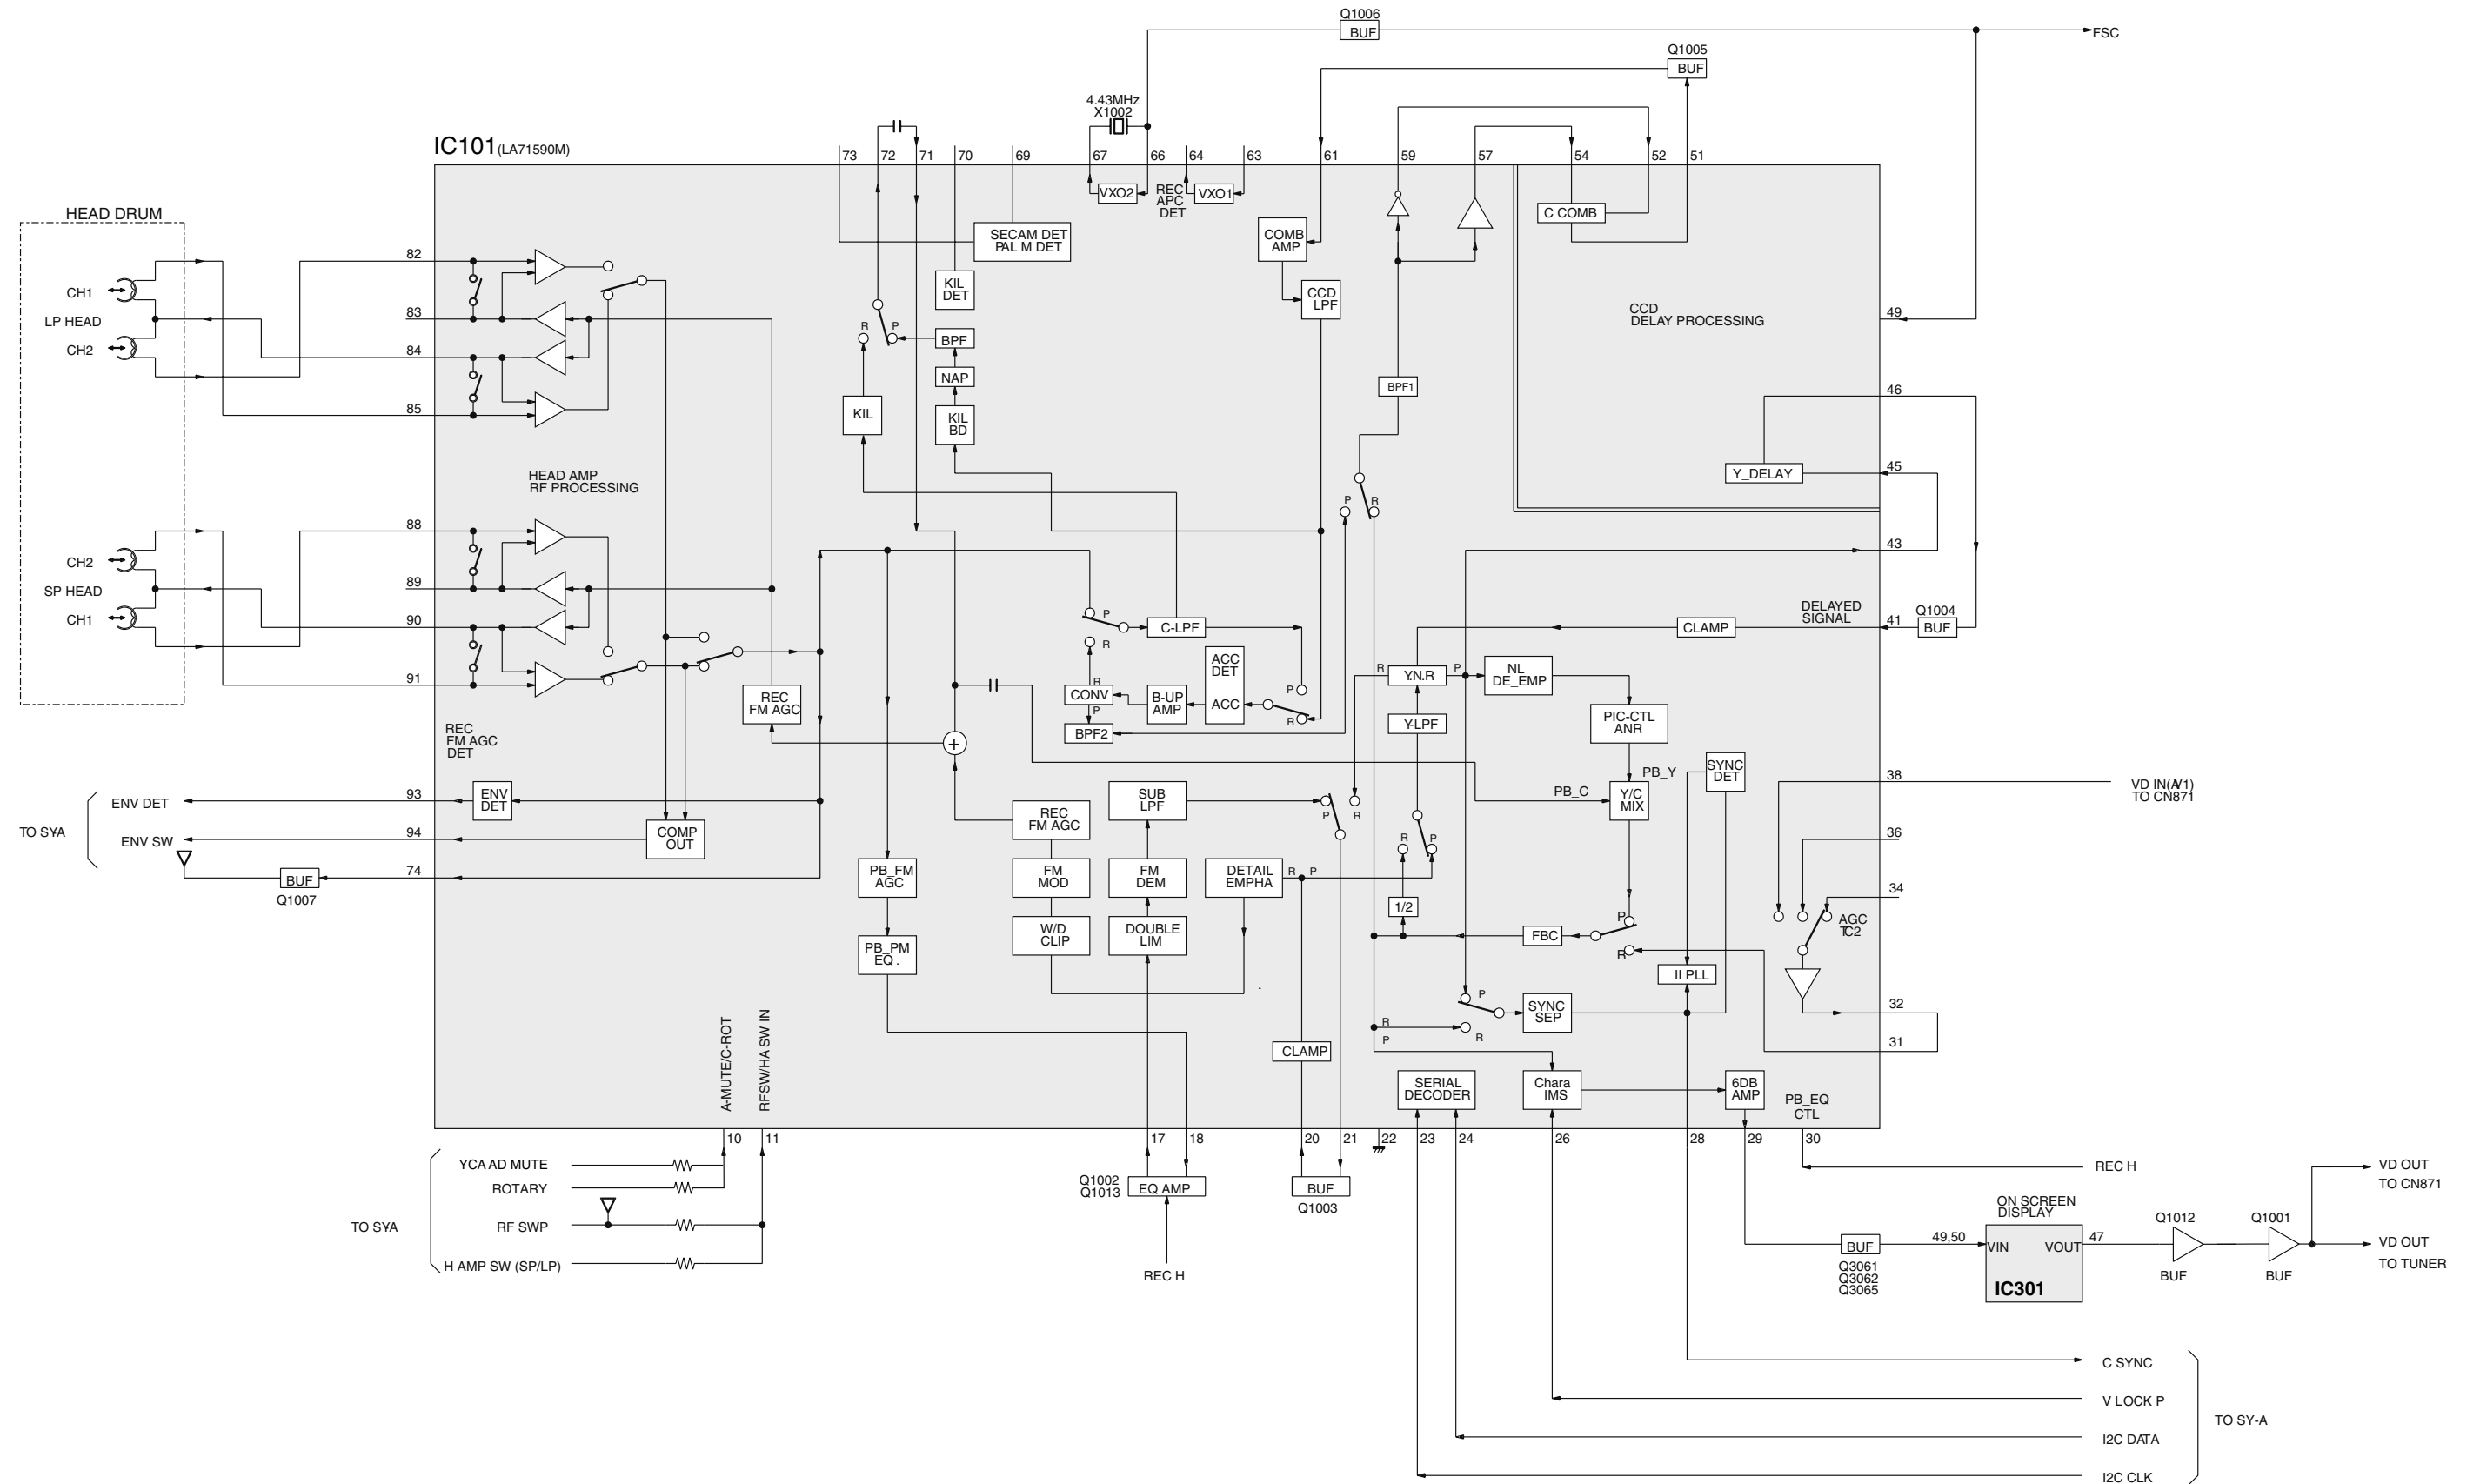 Q1006
BUF
FSC
Q1005
BUF
4.43MHz
X1002
IC101 (LA71590M)
73
72
71
70
69
67
66
64
63
61
59
57
54
52
51
VXO2
REC
APC
DET
VXO1
HEAD DRUM
CH1
LP HEAD
CH2
CH2
SP HEAD
CH1
82
83
84
85
88
89
90
91
SECAM DET
PAL M DET
COMB
AMP
C COMB
KIL
DET
CCD
LPF
CCD
DELAY PROCESSING
49
R
P
BPF
NAP
KIL
KIL
BD
BPF1
46
HEAD AMP
RF PROCESSING
Y_DELAY
45
P
R
43
DELAYED
SIGNAL
Q1004
P
C-LPF
CLAMP
41
BUF
R
ACC
DET
ACC
R
CONV
P
B-UP
AMP
BPF2
P
R
R
Y.N.R
P
NL
DE_EMP
Y-LPF
PIC-CTL
ANR
REC
FM AGC
REC
FM AGC
DET
+
SYNC
DET
PB_Y
PB_C
Y/C
MIX
38
VD IN(AV1)
TO CN871
TO SYA
ENV DET
93
ENV
DET
ENV SW
94
COMP
OUT
74
BUF
Q1007
SUB
LPF
REC
FM AGC
P
R
R
P
36
PB_FM
AGC
FM
MOD
FM
DEM
DETAIL
EMPHA
R
P
34
1/2
AGC
TC2
PB_PM
EQ .
W/D
CLIP
DOUBLE
LIM
FBC
P
R
II PLL
P
R
SYNC
SEP
R
P
32
31
CLAMP
A-MUTE/C-ROT
RFSW/HA SW IN
SERIAL
DECODER
Chara
IMS
6DB
AMP
PB_EQ
CTL
10
11
17
18
20
21
22
23
24
26
28
29
30
TO SYA
YCA AD MUTE
ROTARY
RF SWP
H AMP SW (SP/LP)
Q1002
Q1013
EQ AMP
REC H
BUF
Q1003
REC H
VD OUT
TO CN871
ON SCREEN
DISPLAY
Q1012
Q1001
BUF
Q3061
Q3062
Q3065
49,50
VIN
VOUT
47
IC301
BUF
BUF
VD OUT
TO TUNER
C SYNC
V LOCK P
I2C DATA
I2C CLK
TO SY-A